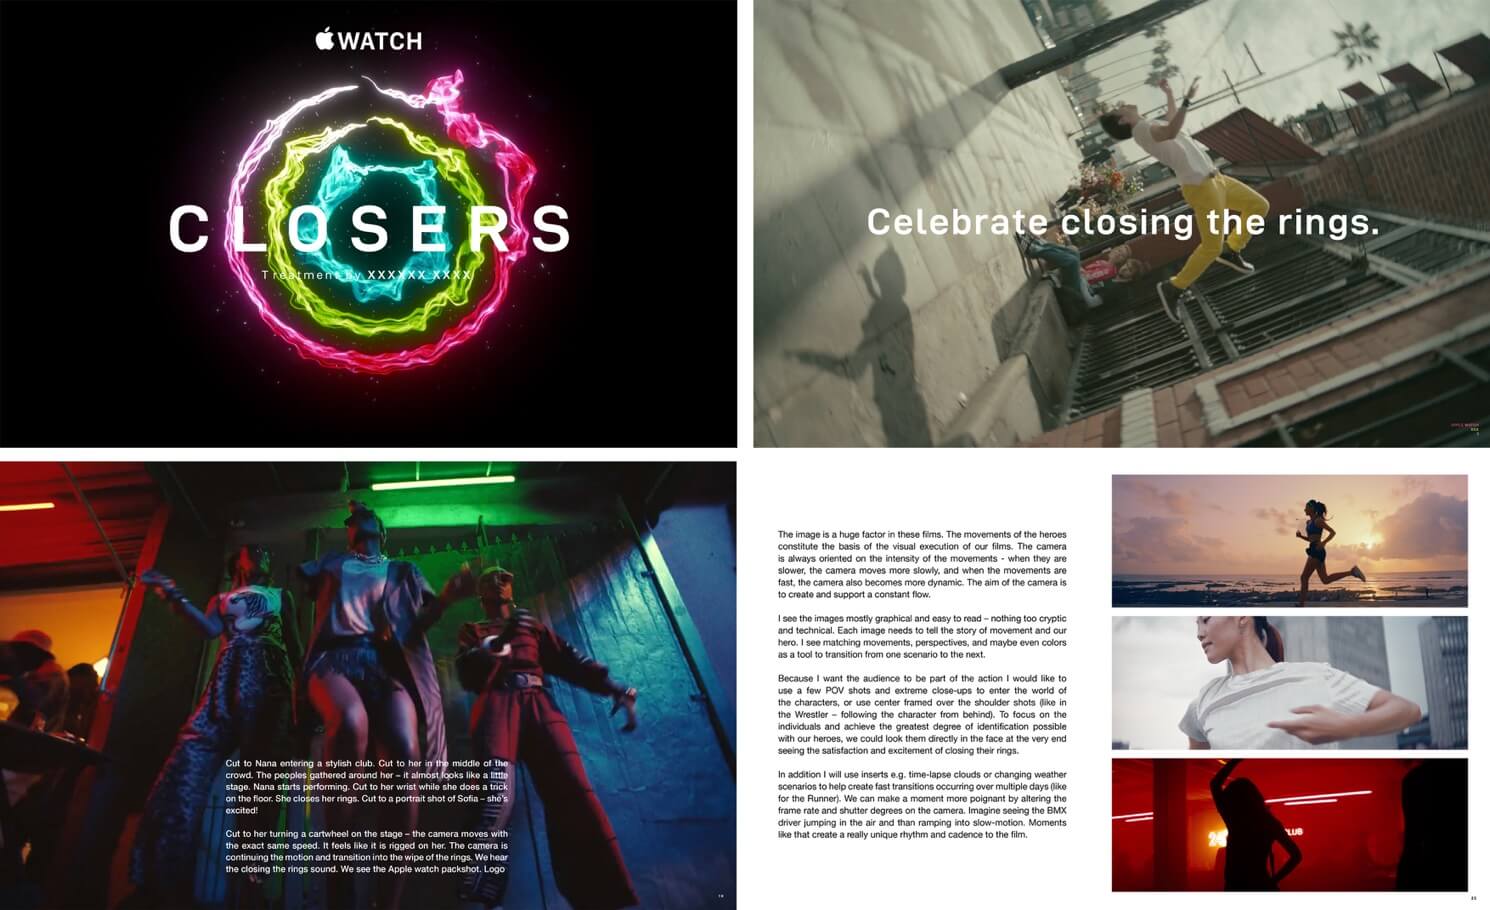 WATCH
CLOSERS
Treatment by XXXXXX XXXX
Celebrate closing the rings.
APPLE WATCH
Cut to Nana entering a stylish club. Cut to her in the middle of the
crowd. The peoples gathered around her – it almost looks like a little
stage. Nana starts performing. Cut to her wrist while she does a trick
on the floor. She closes her rings. Cut to a portrait shot of Sofia – she's
excited!
Cut to her turning a cartwheel on the stage – the camera moves with
the exact same speed. It feels like it is rigged on her. The camera is
continuing the motion and transition into the wipe of the rings. We hear
the closing the rings sound. We see the Apple watch packshot. Logo
The image is a huge factor in these films. The movements of the heroes
constitute the basis of the visual execution of our films. The camera
is always oriented on the intensity of the movements - when they are
slower, the camera moves more slowly, and when the movements are
fast, the camera also becomes more dynamic. The aim of the camera is
to create and support a constant flow.
I see the images mostly graphical and easy to read – nothing too cryptic
and technical. Each image needs to tell the story of movement and our
hero. I see matching movements, perspectives, and maybe even colors
as a tool to transition from one scenario to the next.
Because I want the audience to be part of the action I would like to
use a few POV shots and extreme close-ups to enter the world of
the characters, or use center framed over the shoulder shots (like in
the Wrestler – following the character from behind). To focus on the
individuals and achieve the greatest degree of identification possible
with our heroes, we could look them directly in the face at the very end
seeing the satisfaction and excitement of closing their rings.
In addition I will use inserts e.g. time-lapse clouds or changing weather
scenarios to help create fast transitions occurring over multiple days (like
for the Runner). We can make a moment more poignant by altering the
frame rate and shutter degrees on the camera. Imagine seeing the BMX
driver jumping in the air and than ramping into slow-motion. Moments
like that create a really unique rhythm and cadence to the film.